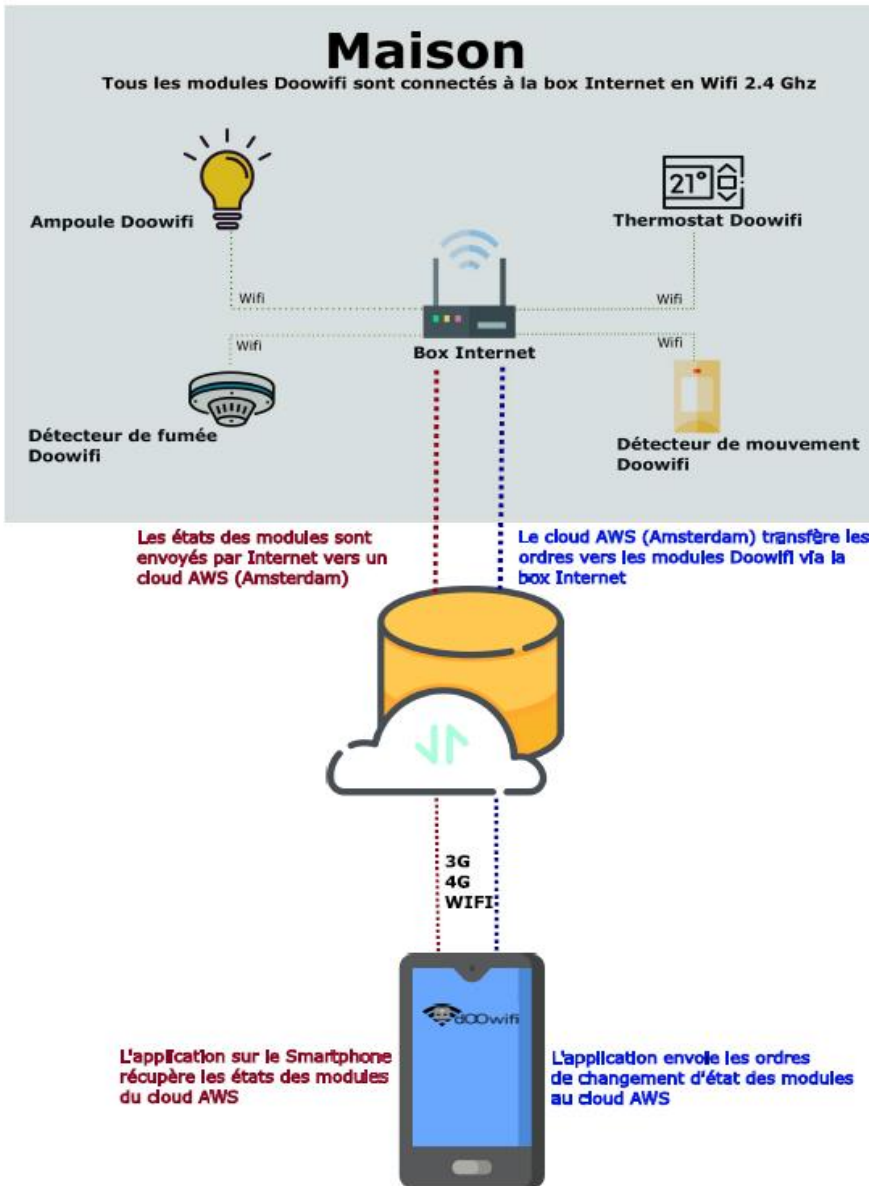 Maison
Tous les modules Doowifi sont connectés à la box Internet en Wifi 2.4 Ghz
Ampoule Doowifi
21°
Thermostat Doowifi
Wifi
Wifi
Wifi
Wifi
Box Internet
Détecteur de fumée
Doowifi
Détecteur de mouvement
Doowifi
Les états des modules sont
envoyés par Internet vers un
cloud AWS (Amsterdam)
Le cloud AWS (Amsterdam) transfère les
ordres vers les modules Doowifi via la
box Internet
3G
4G
WIFI
dOOwifi
L'application sur le Smartphone
récupère les états des modules
du cloud AWS
L'application envoie les ordres
de changement d'état des modules
au cloud AWS